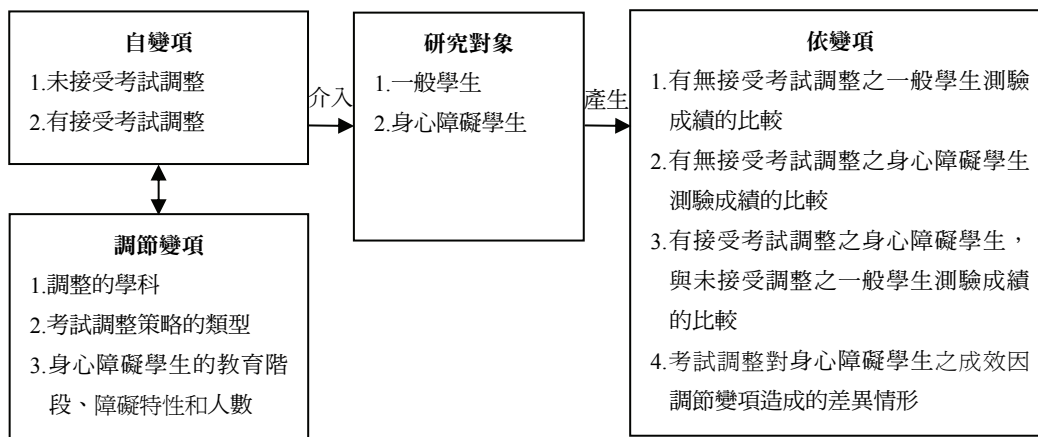 自變項
1.未接受考試調整
2.有接受考試調整
介入
研究對象
1.一般學生
2.身心障礙學生
產生
依變項
1.有無接受考試調整之一般學生測驗
成績的比較
2.有無接受考試調整之身心障礙學生
測驗成績的比較
3.有接受考試調整之身心障礙學生，
與未接受調整之一般學生測驗成績
的比較
4.考試調整對身心障礙學生之成效因
調節變項造成的差異情形
調節變項
1.調整的學科
2.考試調整策略的類型
3.身心障礙學生的教育階
段、障礙特性和人數